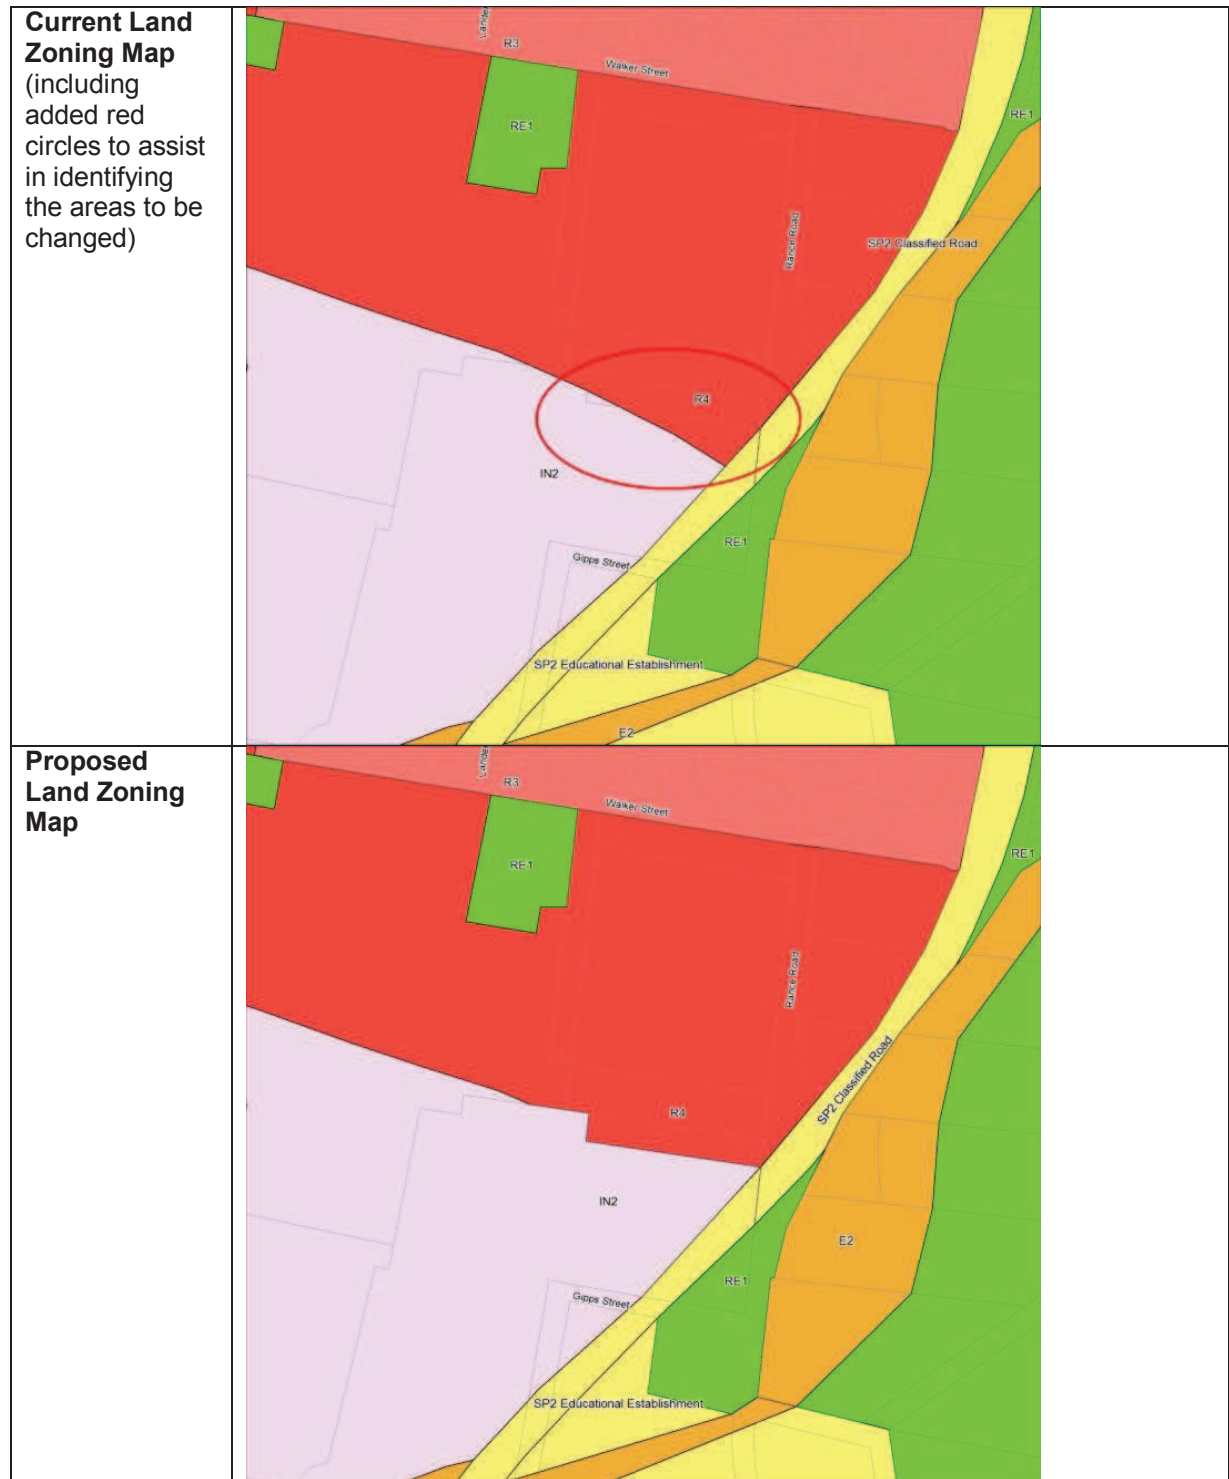 Current Land
Zoning Map
(including
added red
circles to assist
in identifying
the areas to be
changed)
Lander
R3
Walker Street
RE1
RE1
Rance Road
SP2 Classified Road
R4
IN2
RE1
Gipps Street
SP2 Educational Establishment
E2
Proposed
Land Zoning
Map
Lander
R3
Walker Street
RE1
RE1
Rance Road
SP2 Classified Road
R4
IN2
E2
RE1
Gipps Street
SP2 Educational Establishment